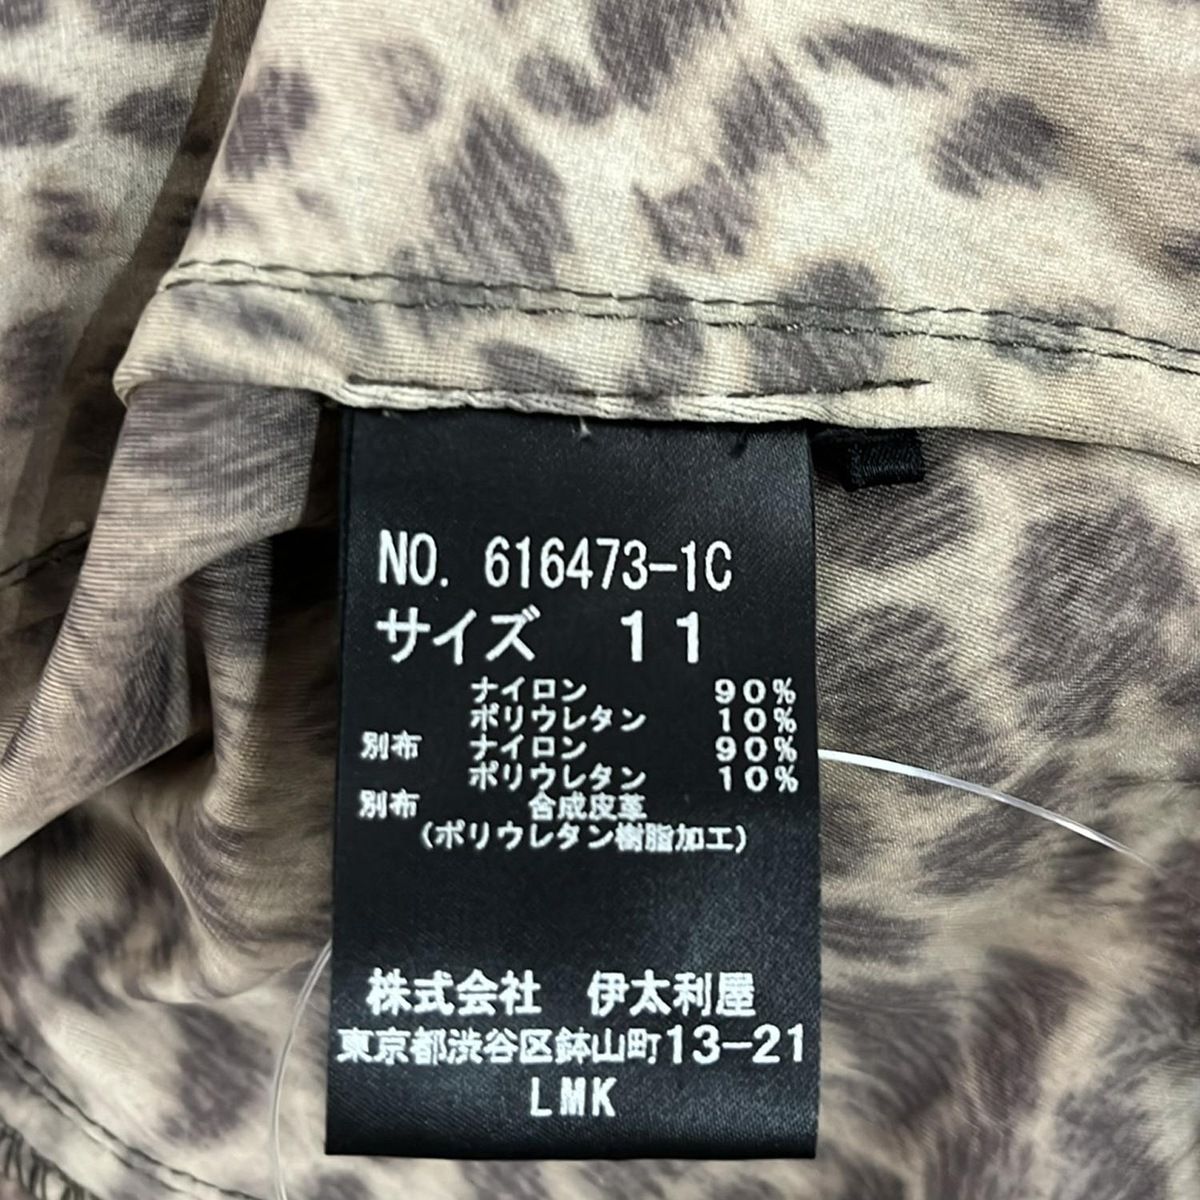 NO. 616473-1C
サイズ 11
ナイロン 90%
ポリウレタン 10%
別布 ナイロン 90%
ポリウレタン 10%
別布 合成皮革
(ポリウレタン樹脂加工)
株式会社 伊太利屋
東京都渋谷区鉢山町13-21
LMK